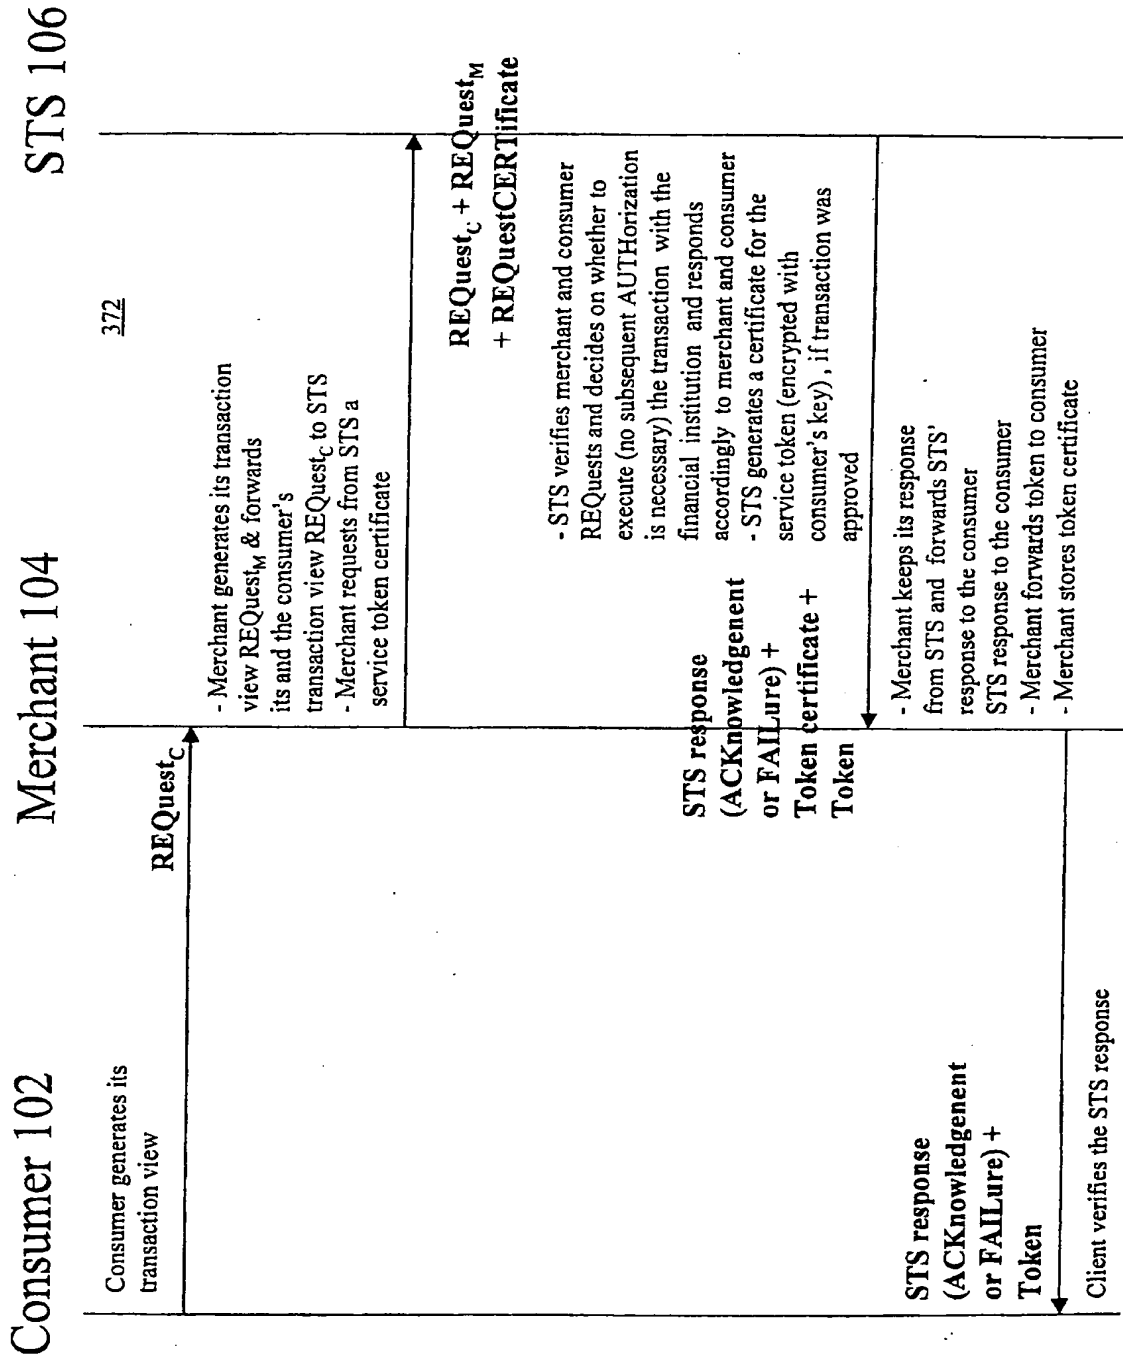 Consumer 102
Merchant 104
STS 106
372
Consumer generates its
transaction view
REQuest_C
- Merchant generates its transaction
view REQuest_M & forwards
its and the consumer's
transaction view REQuest_C to STS
- Merchant requests from STS a
service token certificate
REQuest_C + REQuest_M
+ REQuestCERTificate
- STS verifies merchant and consumer
REQuests and decides on whether to
execute (no subsequent AUTHorization
is necessary) the transaction with the
financial institution and responds
accordingly to merchant and consumer
- STS generates a certificate for the
service token (encrypted with
consumer's key), if transaction was
approved
STS response
(ACKnowledgenent
or FAILure) +
Token certificate +
Token
- Merchant keeps its response
from STS and forwards STS'
response to the consumer
STS response to the consumer
- Merchant forwards token to consumer
- Merchant stores token certificate
STS response
(ACKnowledgenent
or FAILure) +
Token
Client verifies the STS response